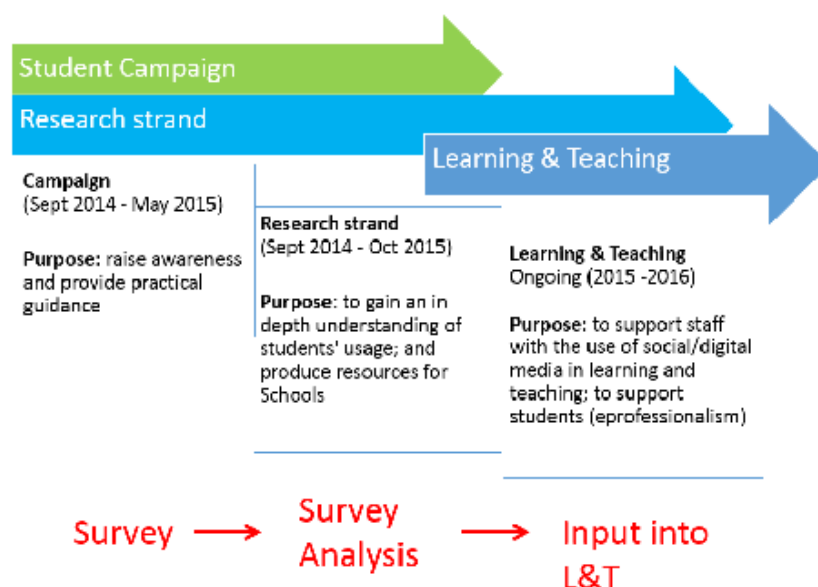 Student Campaign
Research strand
Learning & Teaching
Campaign
(Sept 2014 - May 2015)
Purpose: raise awareness
and provide practical
guidance
Research strand
(Sept 2014 - Oct 2015)
Purpose: to gain an in
depth understanding of
students' usage; and
produce resources for
Schools
Learning & Teaching
Ongoing (2015 -2016)
Purpose: to support staff
with the use of social/digital
media in learning and
teaching; to support
students (eprofessionalism)
Survey
Survey
Analysis
Input into
L&T